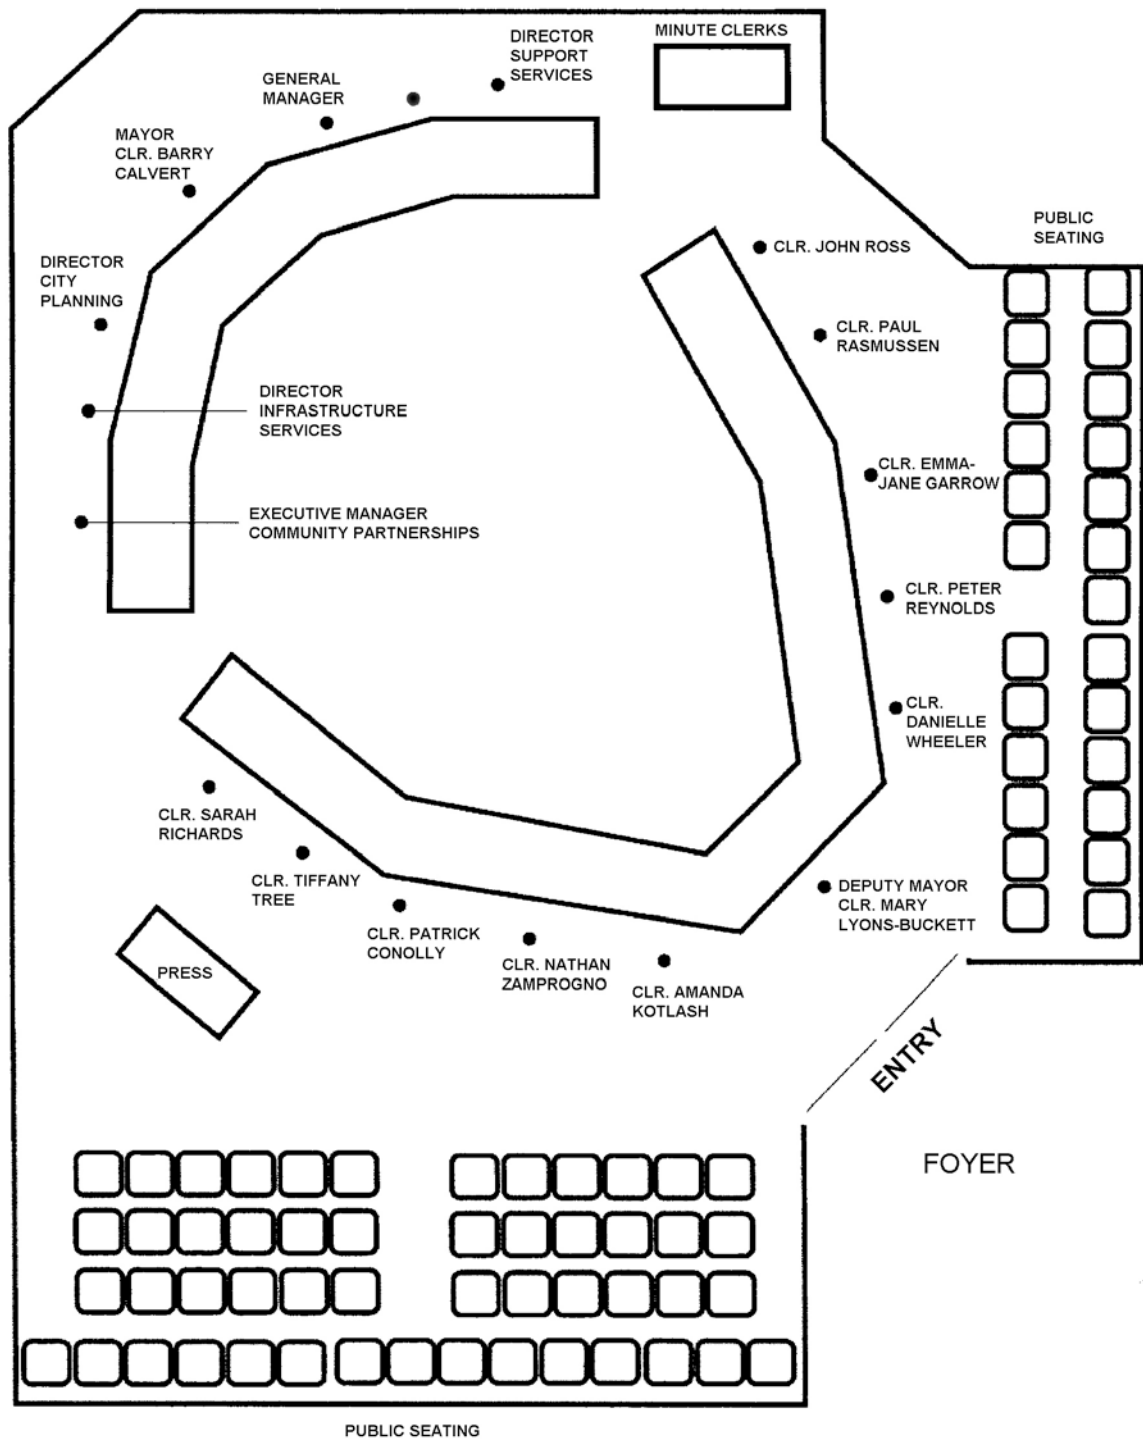 MINUTE CLERKS
DIRECTOR
SUPPORT
SERVICES
GENERAL
MANAGER
MAYOR
CLR. BARRY
CALVERT
DIRECTOR
CITY
PLANNING
DIRECTOR
INFRASTRUCTURE
SERVICES
EXECUTIVE MANAGER
COMMUNITY PARTNERSHIPS
CLR. JOHN ROSS
CLR. PAUL
RASMUSSEN
CLR. EMMA-
JANE GARROW
CLR. PETER
REYNOLDS
CLR.
DANIELLE
WHEELER
DEPUTY MAYOR
CLR. MARY
LYONS-BUCKETT
PUBLIC
SEATING
CLR. SARAH
RICHARDS
CLR. TIFFANY
TREE
CLR. PATRICK
CONOLLY
CLR. NATHAN
ZAMPROGNO
CLR. AMANDA
KOTLASH
PRESS
ENTRY
FOYER
PUBLIC SEATING